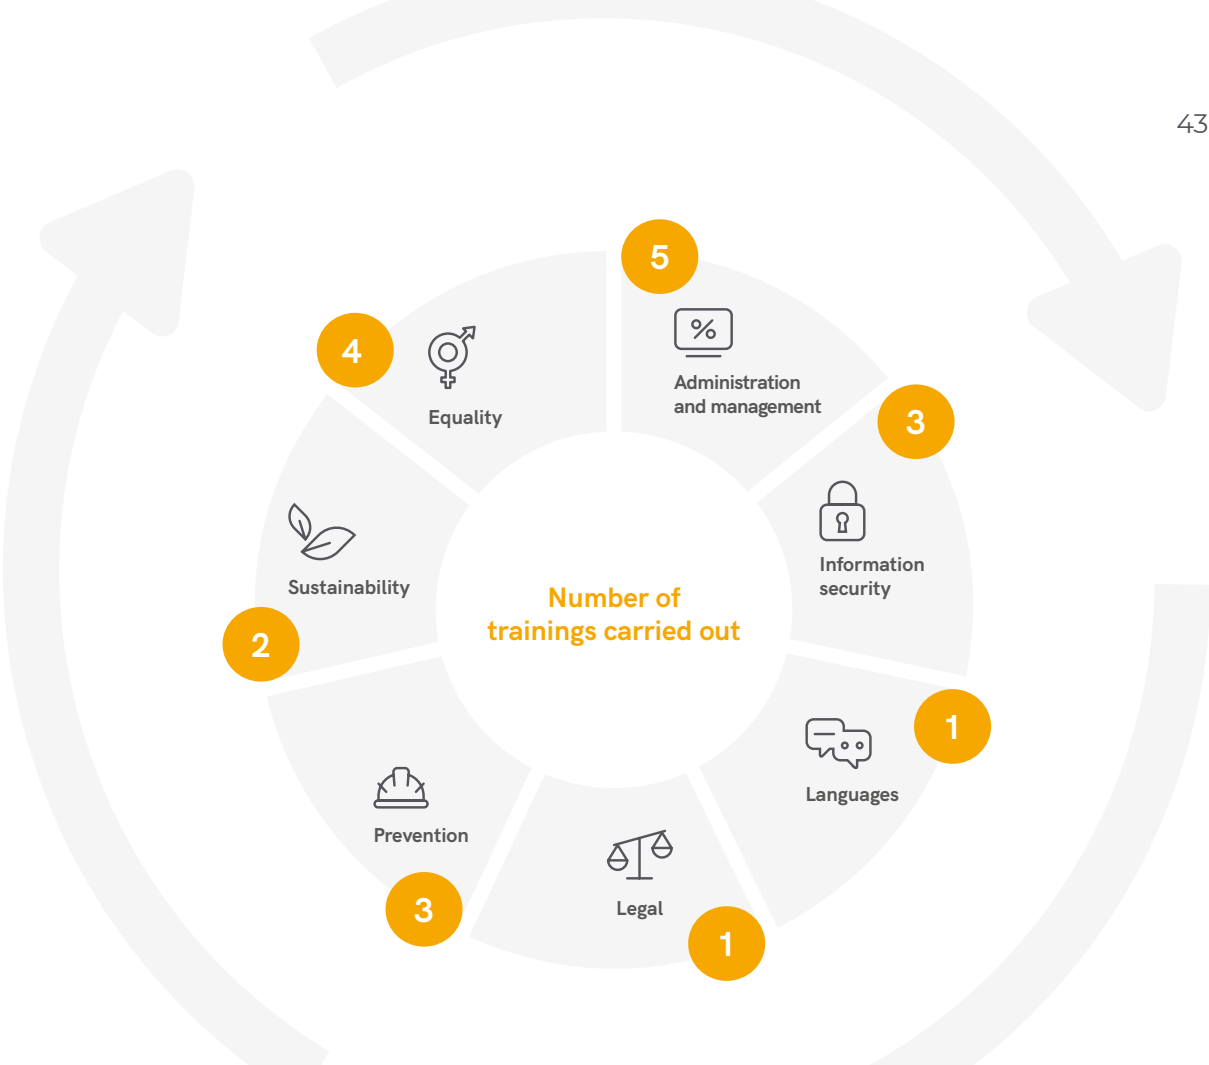 43
5
%
Administration
and management
4
Equality
3
Information
security
Sustainability
2
Number of
trainings carried out
1
Languages
Prevention
3
Legal
1